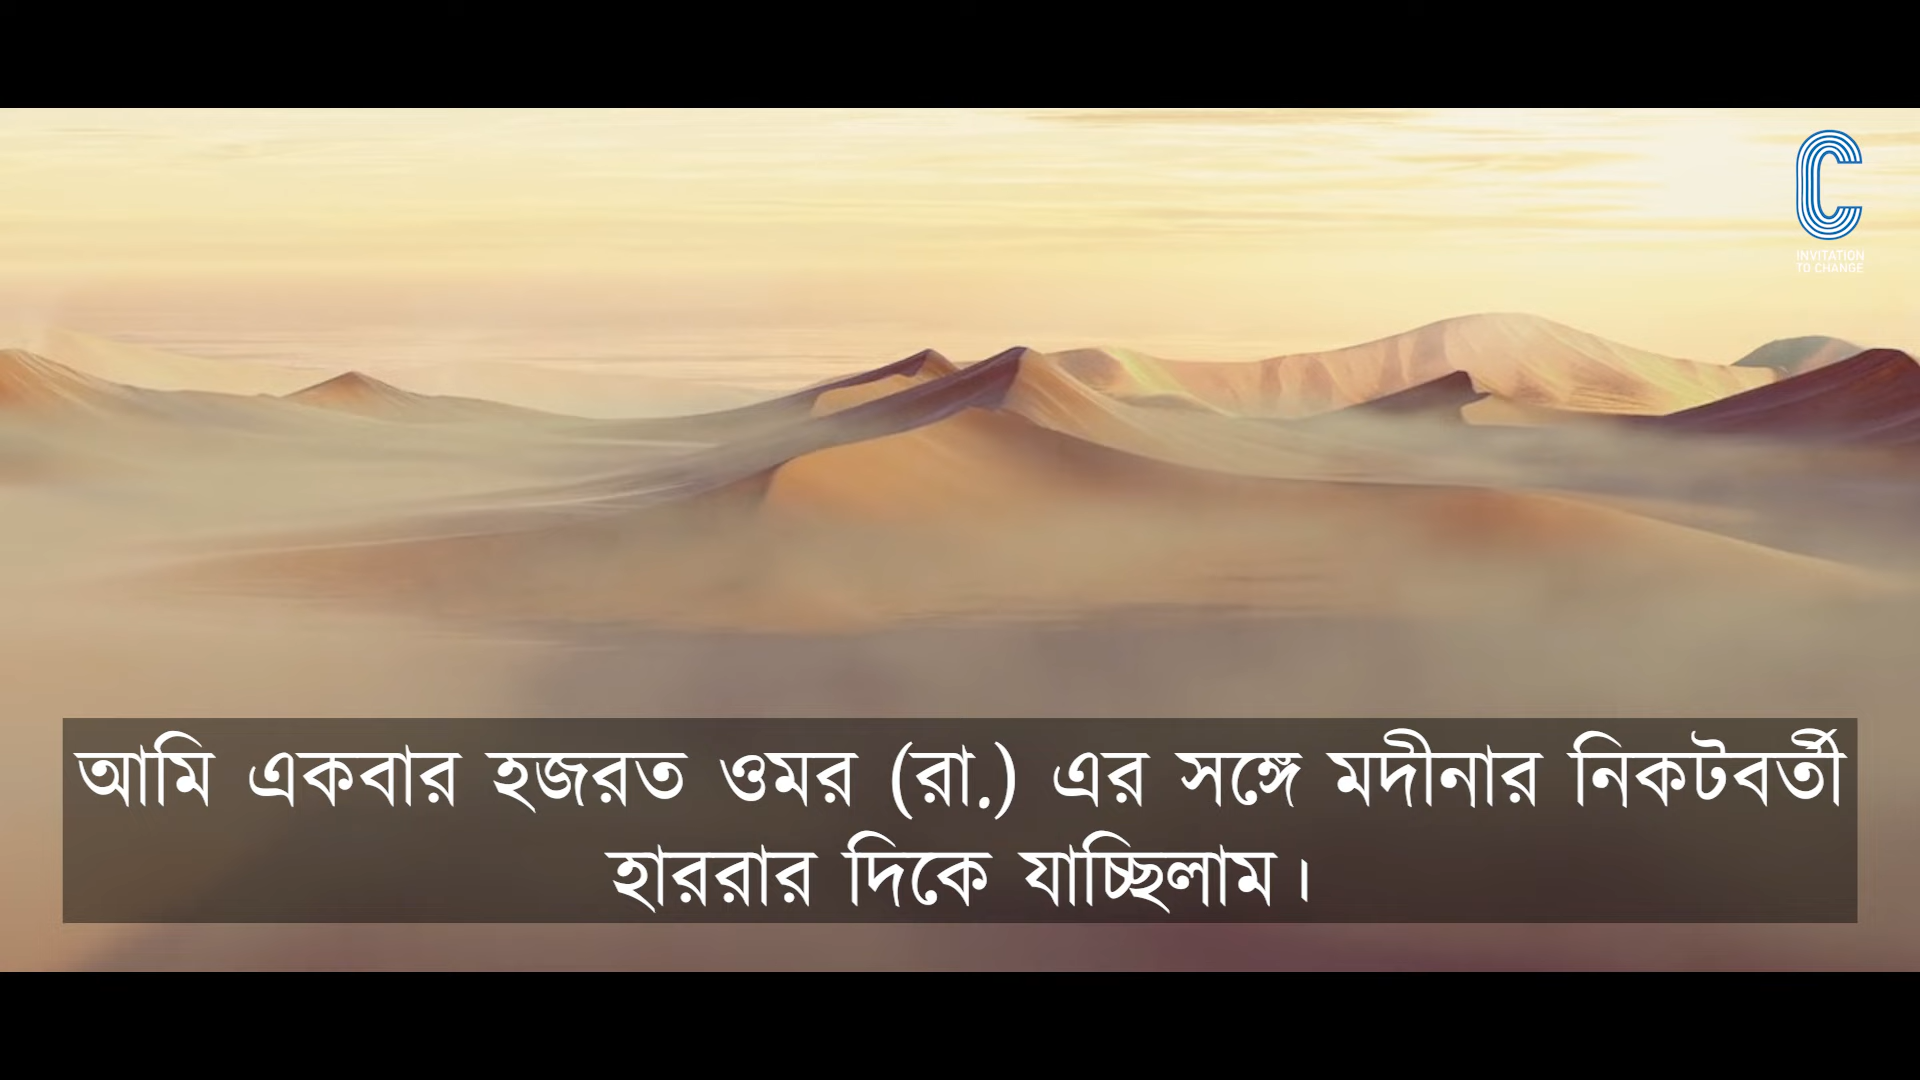 INVITATION
TO CHANGE
আমি একবার হজরত ওমর (রা.) এর সঙ্গে মদীনার নিকটবর্তী
হাররার দিকে যাচ্ছিলাম।